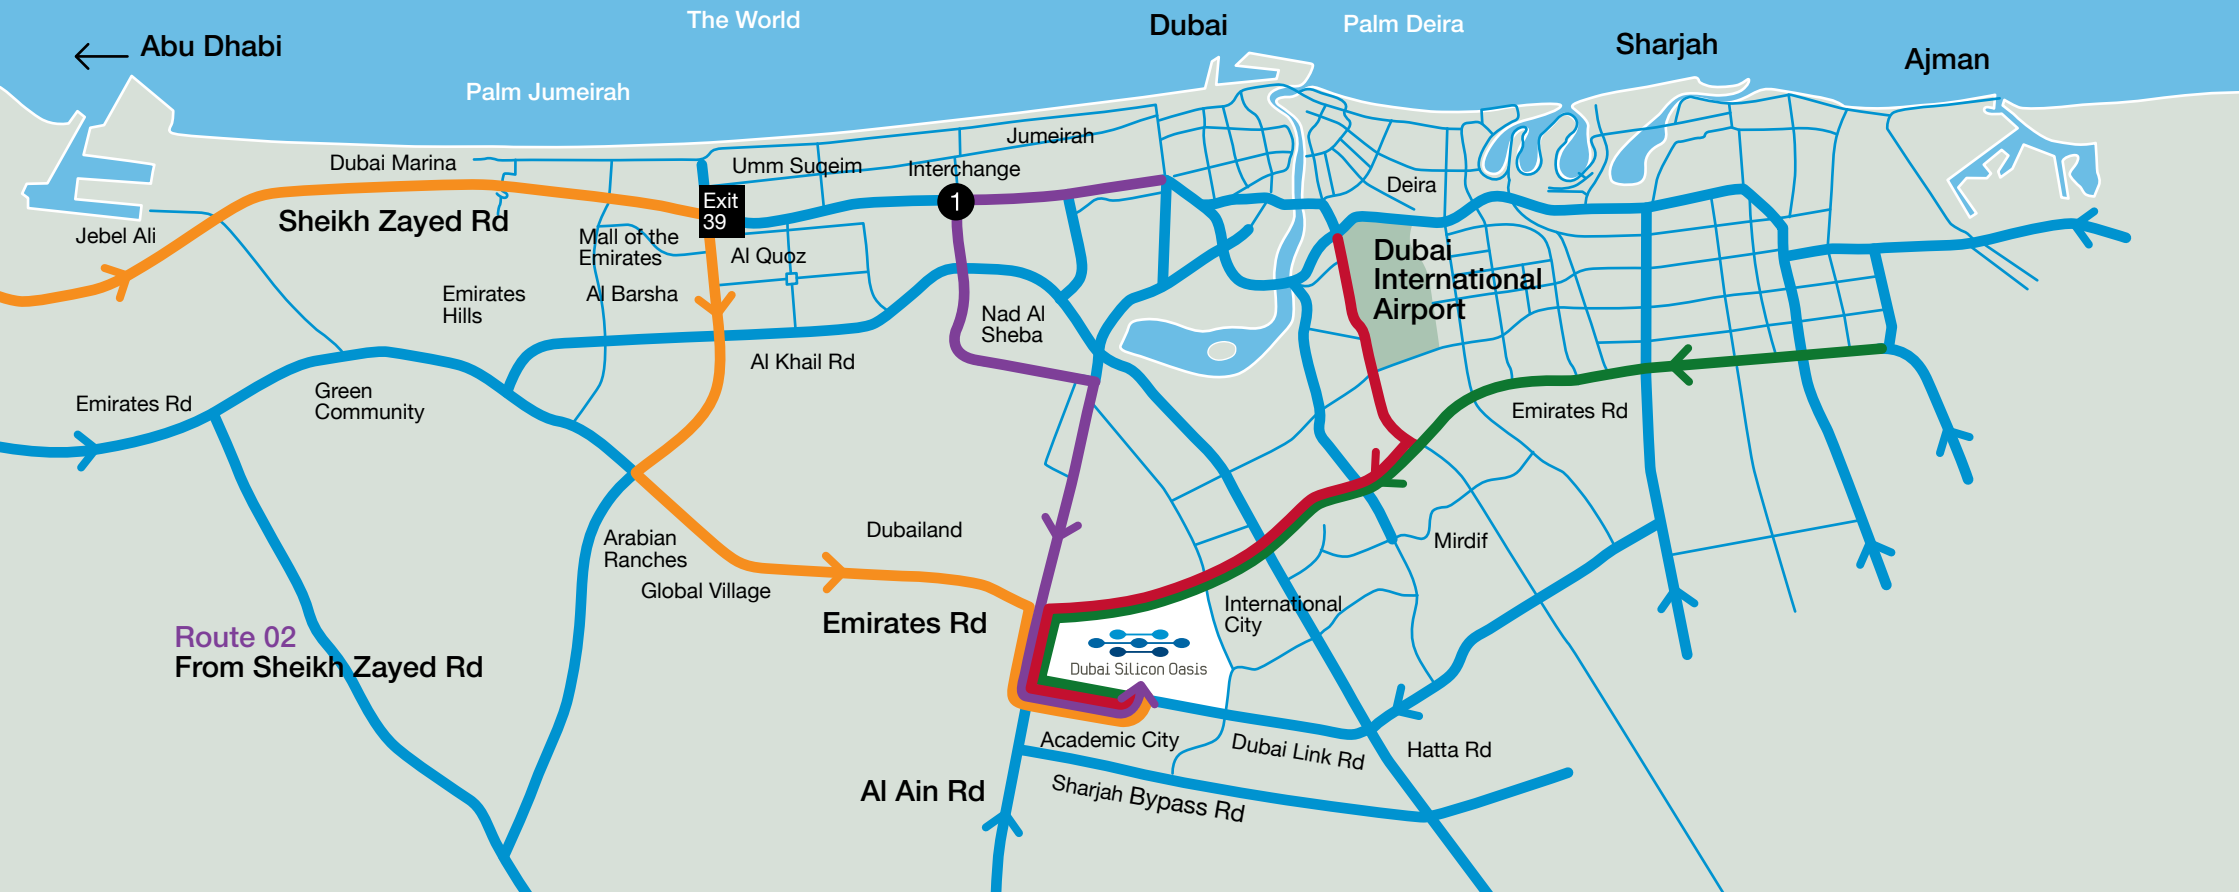 The World
Dubai
Palm Deira
Abu Dhabi
Sharjah
Ajman
Palm Jumeirah
Jumeirah
Dubai Marina
Umm Suqeim
Interchange
1
Deira
Exit
39
Sheikh Zayed Rd
Jebel Ali
Mall of the
Emirates
Al Quoz
Dubai
International
Airport
Emirates
Hills
Al Barsha
Nad Al
Sheba
Al Khail Rd
Green
Community
Emirates Rd
Emirates Rd
Dubailand
Arabian
Ranches
Mirdif
Global Village
Emirates Rd
International
City
Route 02
From Sheikh Zayed Rd
Dubai Silicon Oasis
Academic City
Dubai Link Rd
Hatta Rd
Al Ain Rd
Sharjah Bypass Rd